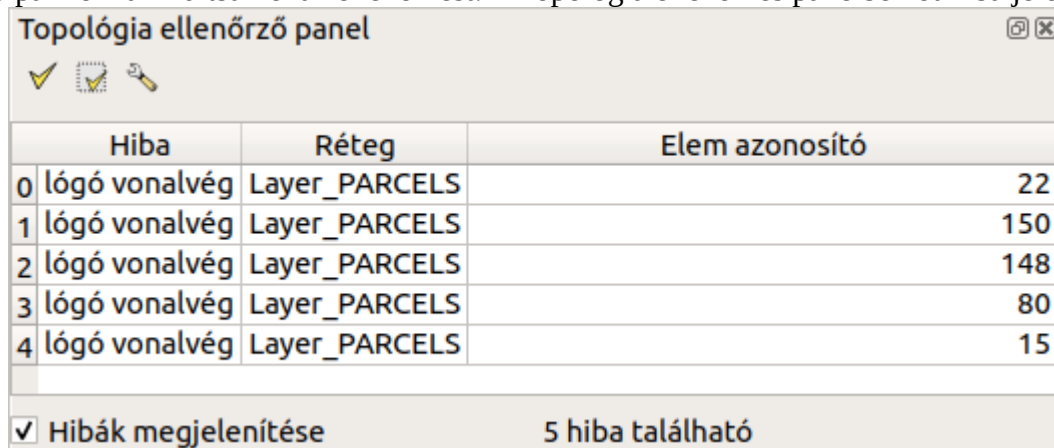 Topológia ellenőrző panel
Hiba Réteg Elem azonosító
0 lógó vonalvég Layer_PARCELS 22
1 lógó vonalvég Layer_PARCELS 150
2 lógó vonalvég Layer_PARCELS 148
3 lógó vonalvég Layer_PARCELS 80
4 lógó vonalvég Layer_PARCELS 15
Hibák megjelenítése 5 hiba található